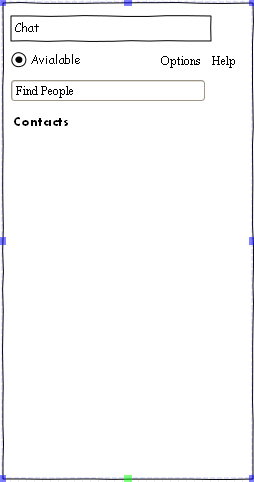 Chat
Avialable Options Help
Find People
Contacts